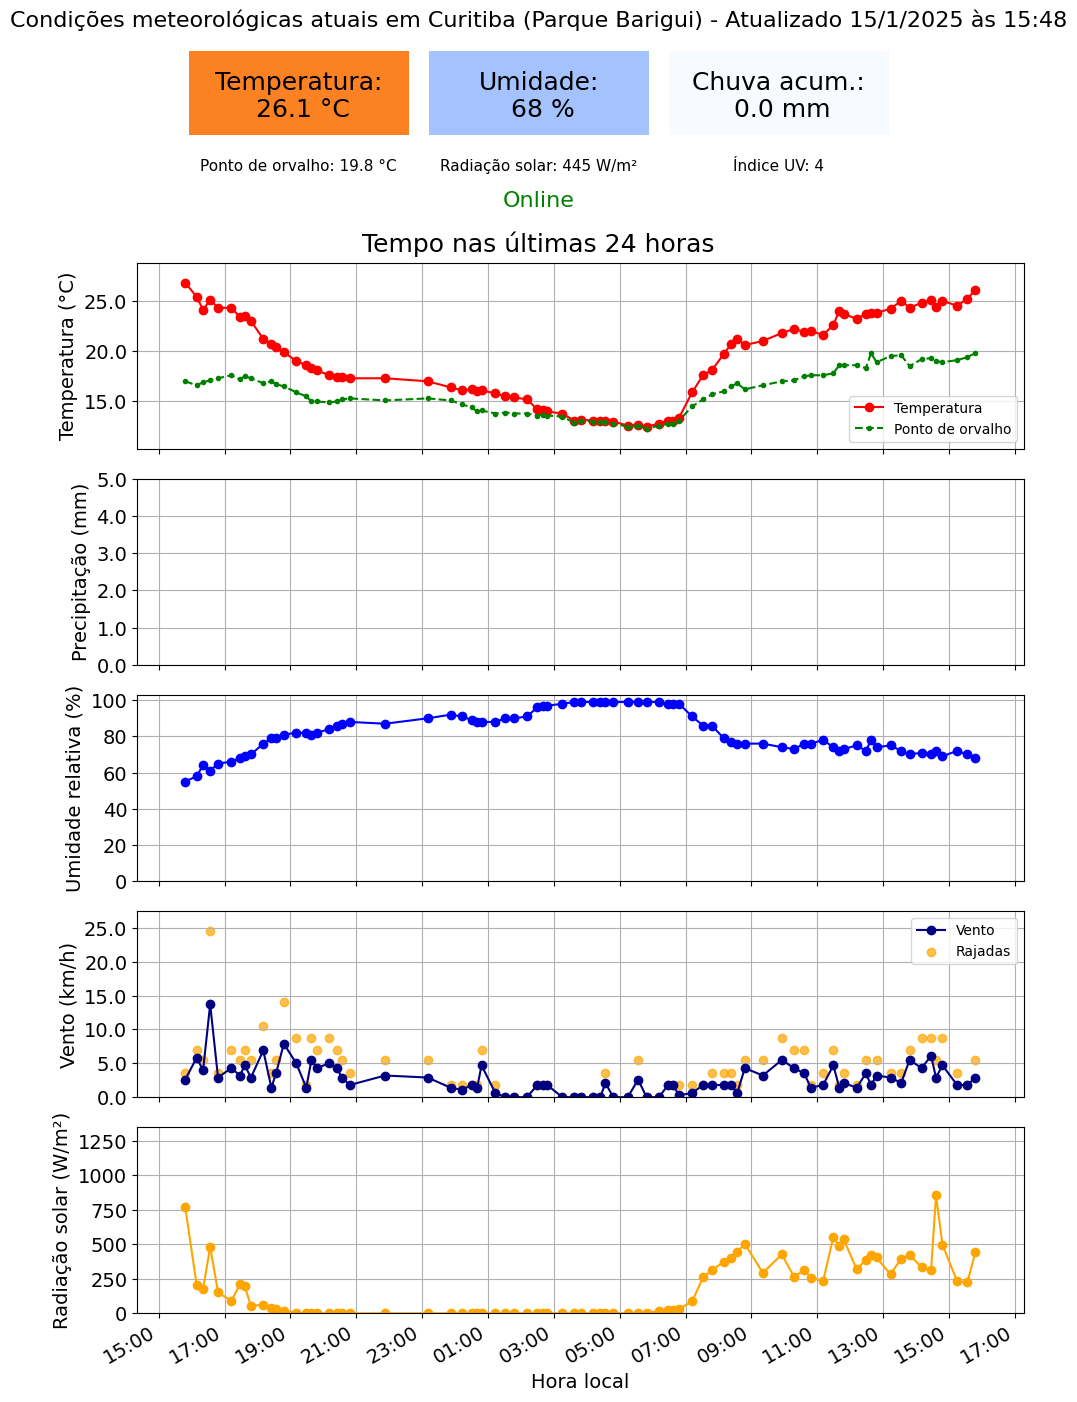 Condições meteorológicas atuais em Curitiba (Parque Barigui) - Atualizado 15/1/2025 às 15:48
Temperatura:
26.1 °C
Umidade:
68 %
Chuva acum.:
0.0 mm
Ponto de orvalho: 19.8 °C
Radiação solar: 445 W/m²
Índice UV: 4
Online
Tempo nas últimas 24 horas
Temperatura (°C)
25.0
20.0
15.0
Temperatura
Ponto de orvalho
Precipitação (mm)
5.0
4.0
3.0
2.0
1.0
0.0
Umidade relativa (%)
100
80
60
40
20
0
Vento (km/h)
25.0
20.0
15.0
10.0
5.0
0.0
Vento
Rajadas
Radiação solar (W/m²)
1250
1000
750
500
250
0
15:00
17:00
19:00
21:00
23:00
01:00
03:00
05:00
07:00
09:00
11:00
13:00
15:00
17:00
Hora local